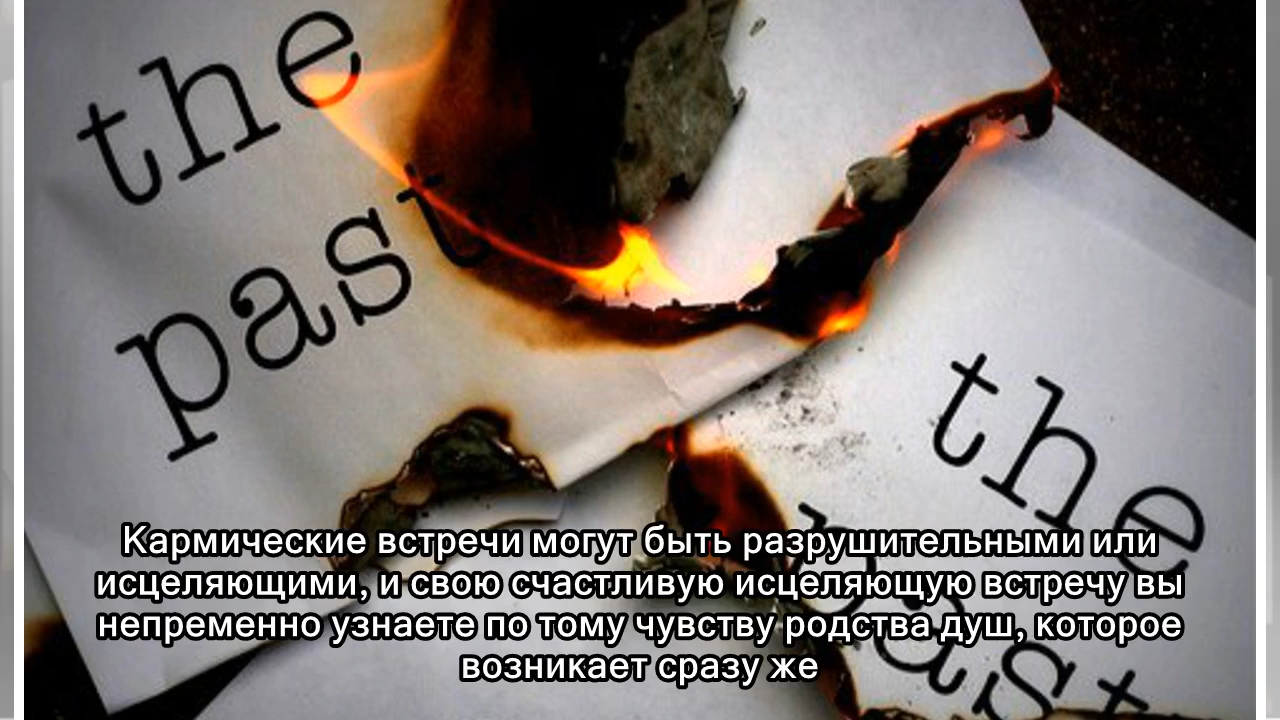 the
past
the
past
Кармические встречи могут быть разрушительными или
исцеляющими, и свою счастливую исцеляющую встречу вы
непременно узнаете по тому чувству родства душ, которое
возникает сразу же